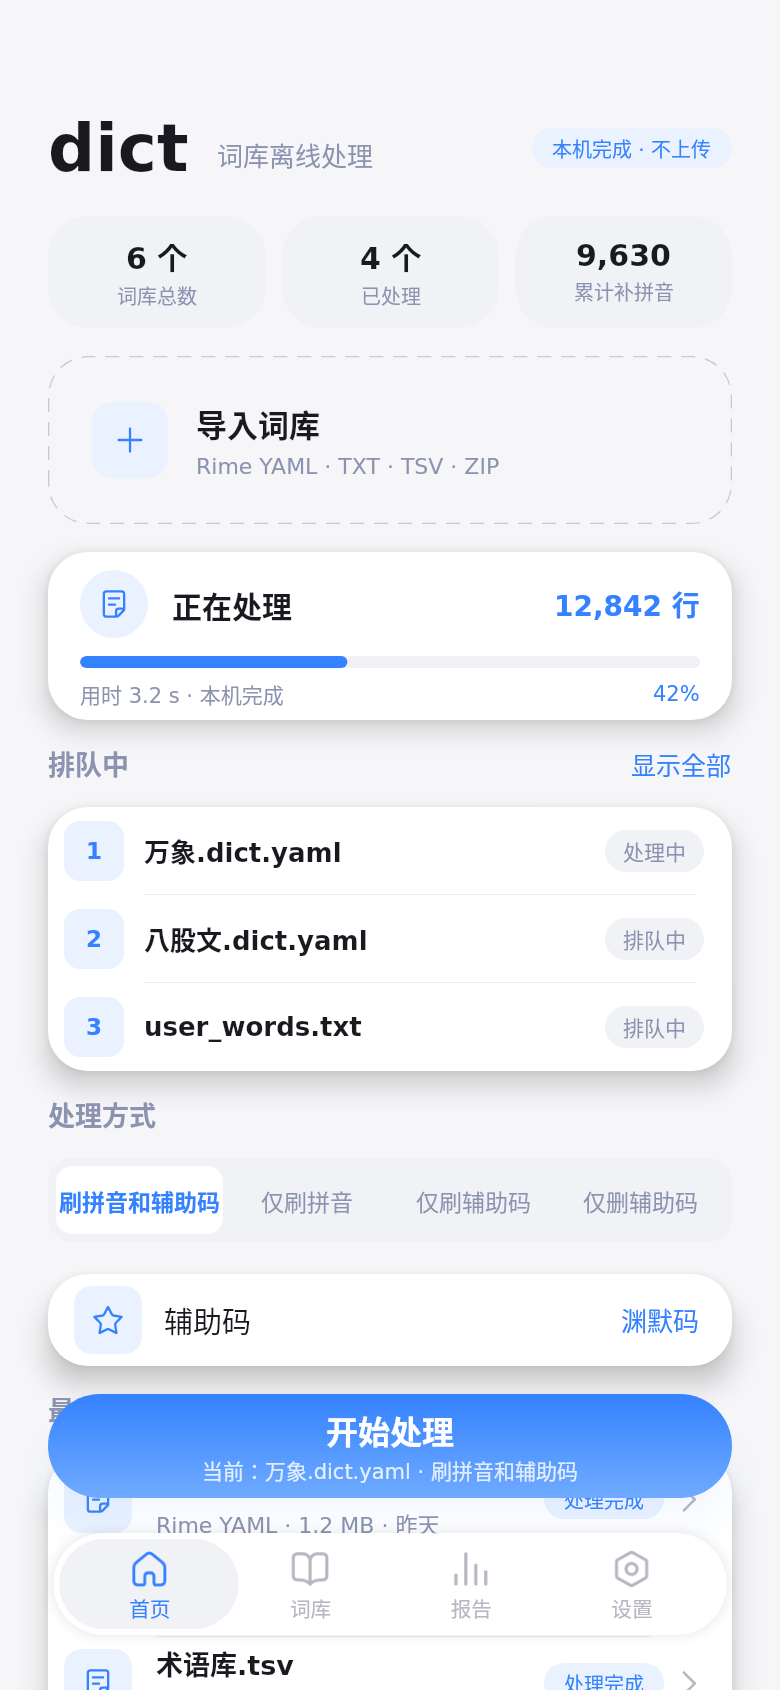 dict 词库离线处理 本机完成 · 不上传
6 个 4 个 9,630
词库总数 已处理 累计补拼音
导入词库
Rime YAML · TXT · TSV · ZIP
正在处理 12,842 行
用时 3.2 s · 本机完成 42%
排队中 显示全部
1 万象.dict.yaml 处理中
2 八股文.dict.yaml 排队中
3 user_words.txt 排队中
处理方式
刷拼音和辅助码 仅刷拼音 仅刷辅助码 仅删辅助码
辅助码 渊默码
开始处理
当前：万象.dict.yaml · 刷拼音和辅助码
处理完成
Rime YAML · 1.2 MB · 昨天
首页 词库 报告 设置
术语库.tsv 处理完成